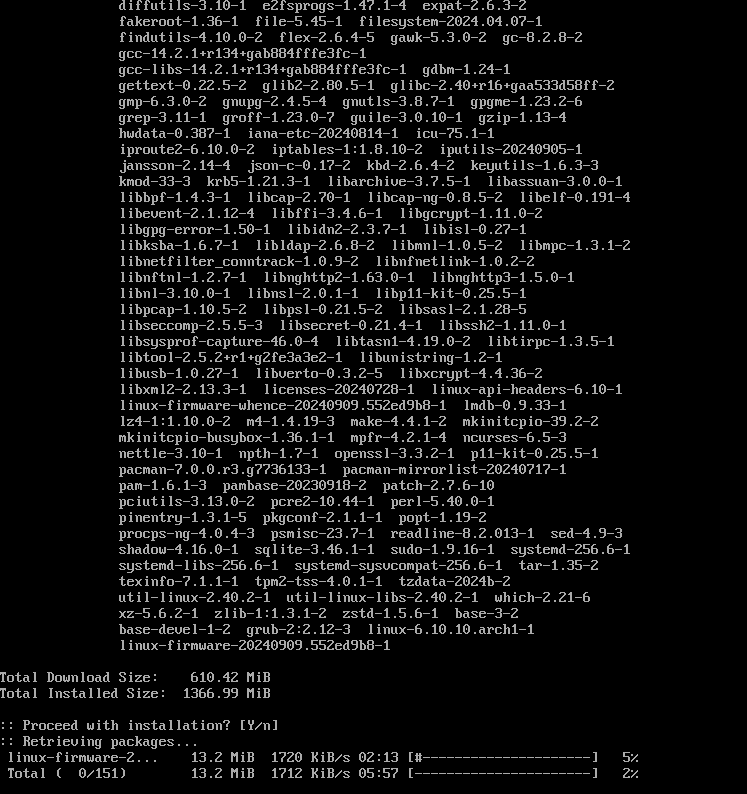 diffutils-3.10-1 e2fsprogs-1.47.1-4 expat-2.6.3-2
fakeroot-1.36-1 file-5.45-1 filesystem-2024.04.07-1
findutils-4.10.0-2 flex-2.6.4-5 gawk-5.3.0-2 gc-8.2.8-2
gcc-14.2.1+r134+gab884fffe3fc-1
gcc-libs-14.2.1+r134+gab884fffe3fc-1 gdbm-1.24-1
gettext-0.22.5-2 glib2-2.80.5-1 glibc-2.40+r16+gaa533d58ff-2
gmp-6.3.0-2 gnupg-2.4.5-4 gnutls-3.8.7-1 gpgme-1.23.2-6
grep-3.11-1 groff-1.23.0-7 guile-3.0.10-1 gzip-1.13-4
hwdata-0.387-1 iana-etc-20240814-1 icu-75.1-1
iproute2-6.10.0-2 iptables-1:1.8.10-2 iputils-20240905-1
jansson-2.14-4 json-c-0.17-2 kbd-2.6.4-2 keyutils-1.6.3-3
kmod-33-3 krb5-1.21.3-1 libarchive-3.7.5-1 libassuan-3.0.0-1
libbpf-1.4.3-1 libcap-2.70-1 libcap-ng-0.8.5-2 libelf-0.191-4
libevent-2.1.12-4 libffi-3.4.6-1 libgcrypt-1.11.0-2
libgpg-error-1.50-1 libidn2-2.3.7-1 libisl-0.27-1
libksba-1.6.7-1 libldap-2.6.8-2 libmnl-1.0.5-2 libmpc-1.3.1-2
libnetfilter_conntrack-1.0.9-2 libnfnetlink-1.0.2-2
libnftnl-1.2.7-1 libnghttp2-1.63.0-1 libnghttp3-1.5.0-1
libnl-3.10.0-1 libnsl-2.0.1-1 libp11-kit-0.25.5-1
libpcap-1.10.5-2 libpsl-0.21.5-2 libsasl-2.1.28-5
libseccomp-2.5.5-3 libsecret-0.21.4-1 libssh2-1.11.0-1
libsysprof-capture-46.0-4 libtasn1-4.19.0-2 libtirpc-1.3.5-1
libtool-2.5.2+r1+g2fe3a3e2-1 libunistring-1.2-1
libusb-1.0.27-1 libverto-0.3.2-5 libxcrypt-4.4.36-2
libxml2-2.13.3-1 licenses-20240728-1 linux-api-headers-6.10-1
linux-firmware-whence-20240909.552ed9b8-1 lmdb-0.9.33-1
lz4-1:1.10.0-2 m4-1.4.19-3 make-4.4.1-2 mkinitcpio-39.2-2
mkinitcpio-busybox-1.36.1-1 mpfr-4.2.1-4 ncurses-6.5-3
nettle-3.10-1 npth-1.7-1 openssl-3.3.2-1 p11-kit-0.25.5-1
pacman-7.0.0.r3.g7736133-1 pacman-mirrorlist-20240717-1
pam-1.6.1-3 pambase-20230918-2 patch-2.7.6-10
pciutils-3.13.0-2 pcre2-10.44-1 perl-5.40.0-1
pinentry-1.3.1-5 pkgconf-2.1.1-1 popt-1.19-2
procps-ng-4.0.4-3 psmisc-23.7-1 readline-8.2.013-1 sed-4.9-3
shadow-4.16.0-1 sqlite-3.46.1-1 sudo-1.9.16-1 systemd-256.6-1
systemd-libs-256.6-1 systemd-sysvcompat-256.6-1 tar-1.35-2
texinfo-7.1.1-1 tpm2-tss-4.0.1-1 tzdata-2024b-2
util-linux-2.40.2-1 util-linux-libs-2.40.2-1 which-2.21-6
xz-5.6.2-1 zlib-1:1.3.1-2 zstd-1.5.6-1 base-3-2
base-devel-1-2 grub-2:2.12-3 linux-6.10.10.arch1-1
linux-firmware-20240909.552ed9b8-1
Total Download Size: 610.42 MiB
Total Installed Size: 1366.99 MiB
:: Proceed with installation? [Y/n]
:: Retrieving packages...
linux-firmware-2... 13.2 MiB 1720 KiB/s 02:13 [#----------------------] 5%
Total ( 0/151) 13.2 MiB 1712 KiB/s 05:57 [-----------------------] 2%